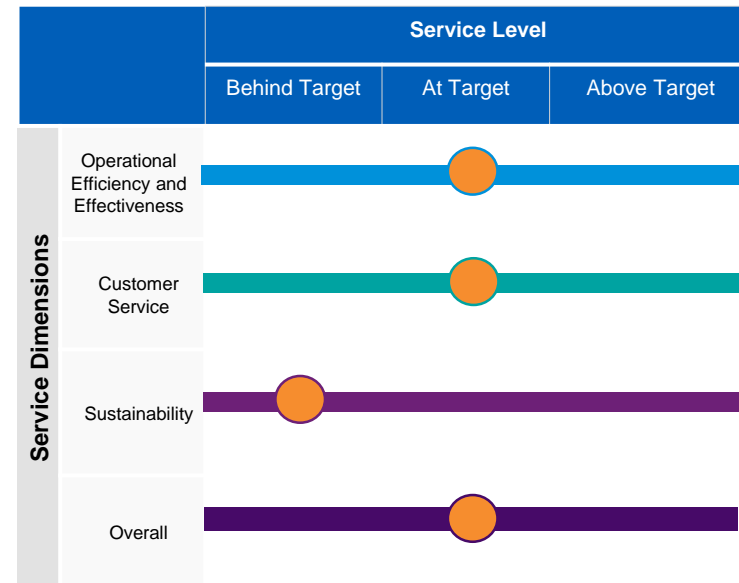 Service Level
Behind Target
At Target
Above Target
Service Dimensions
Operational
Efficiency and
Effectiveness
Customer
Service
Sustainability
Overall